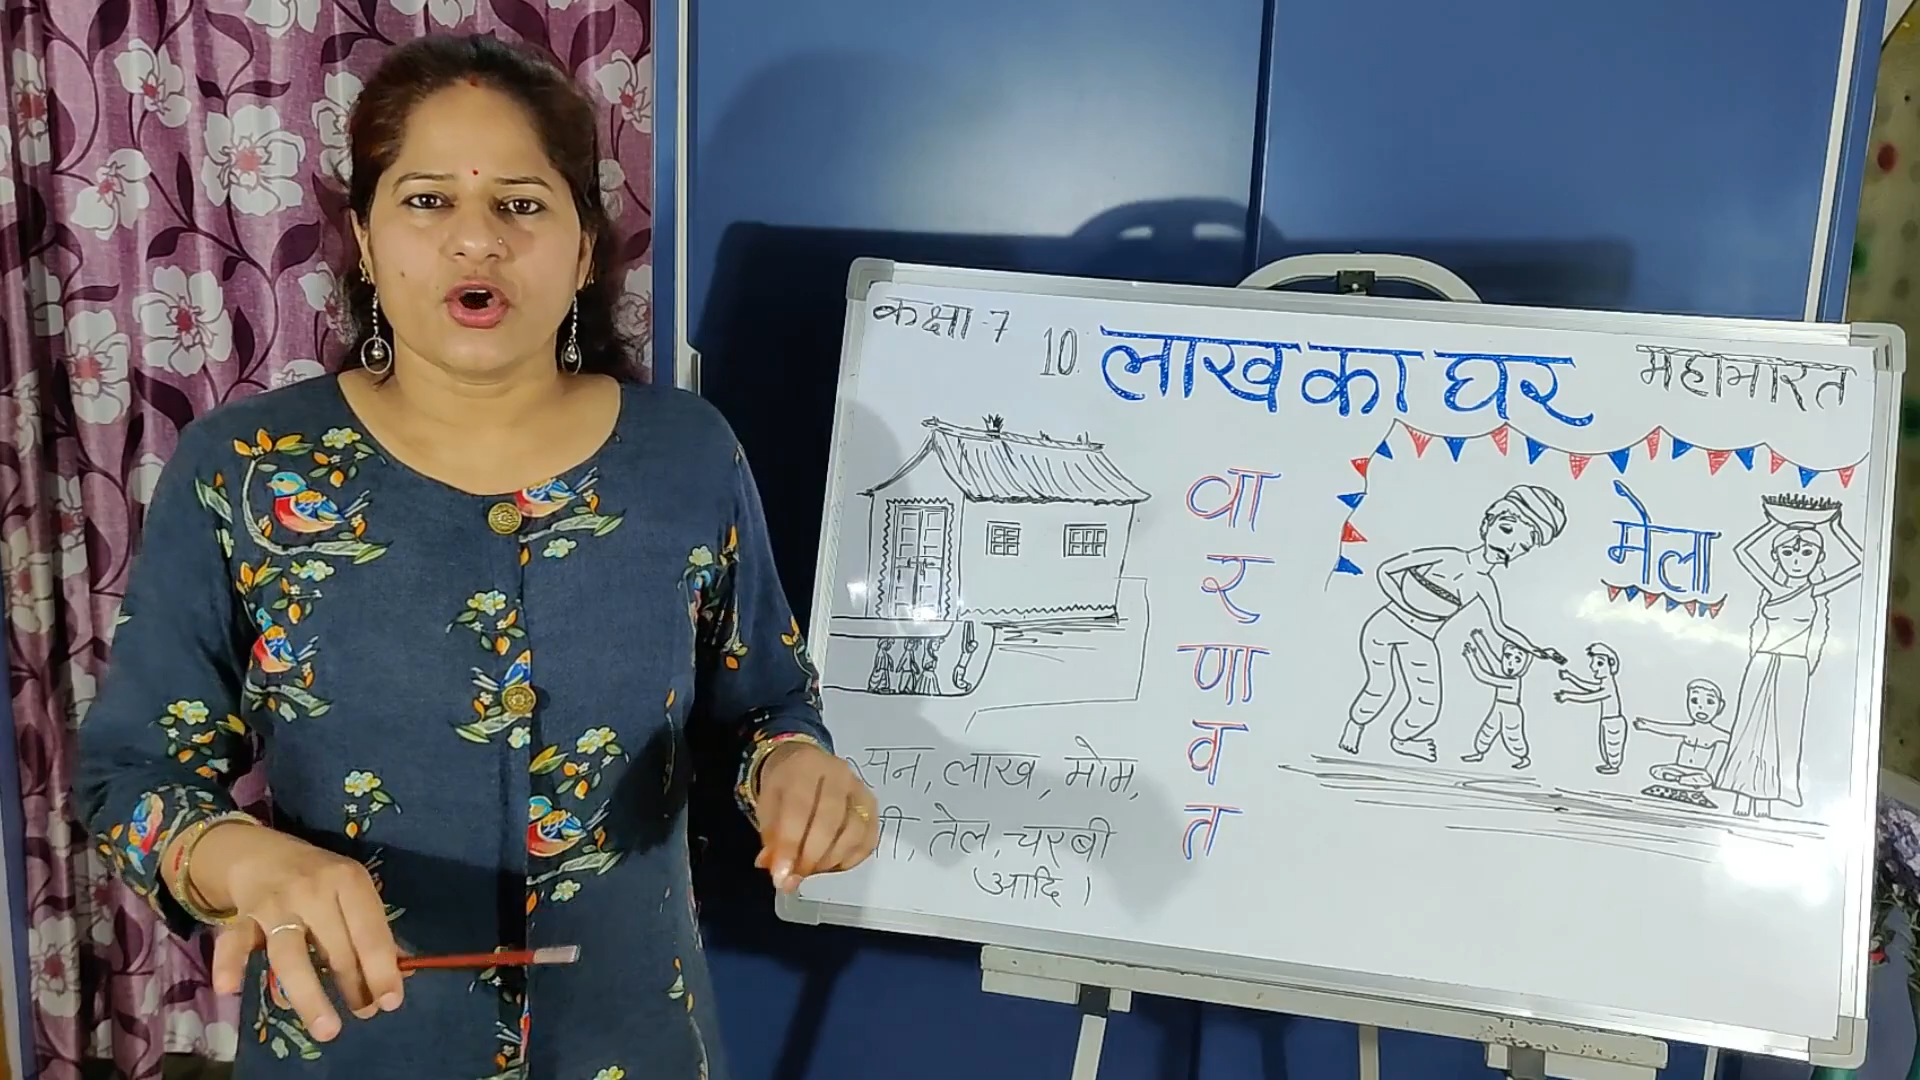 कक्षा-7
10. लाख का घर
महाभारत
वा
र
णा
व
त
मेला
सन, लाख, मोम,
तेल, चरबी
आदि।